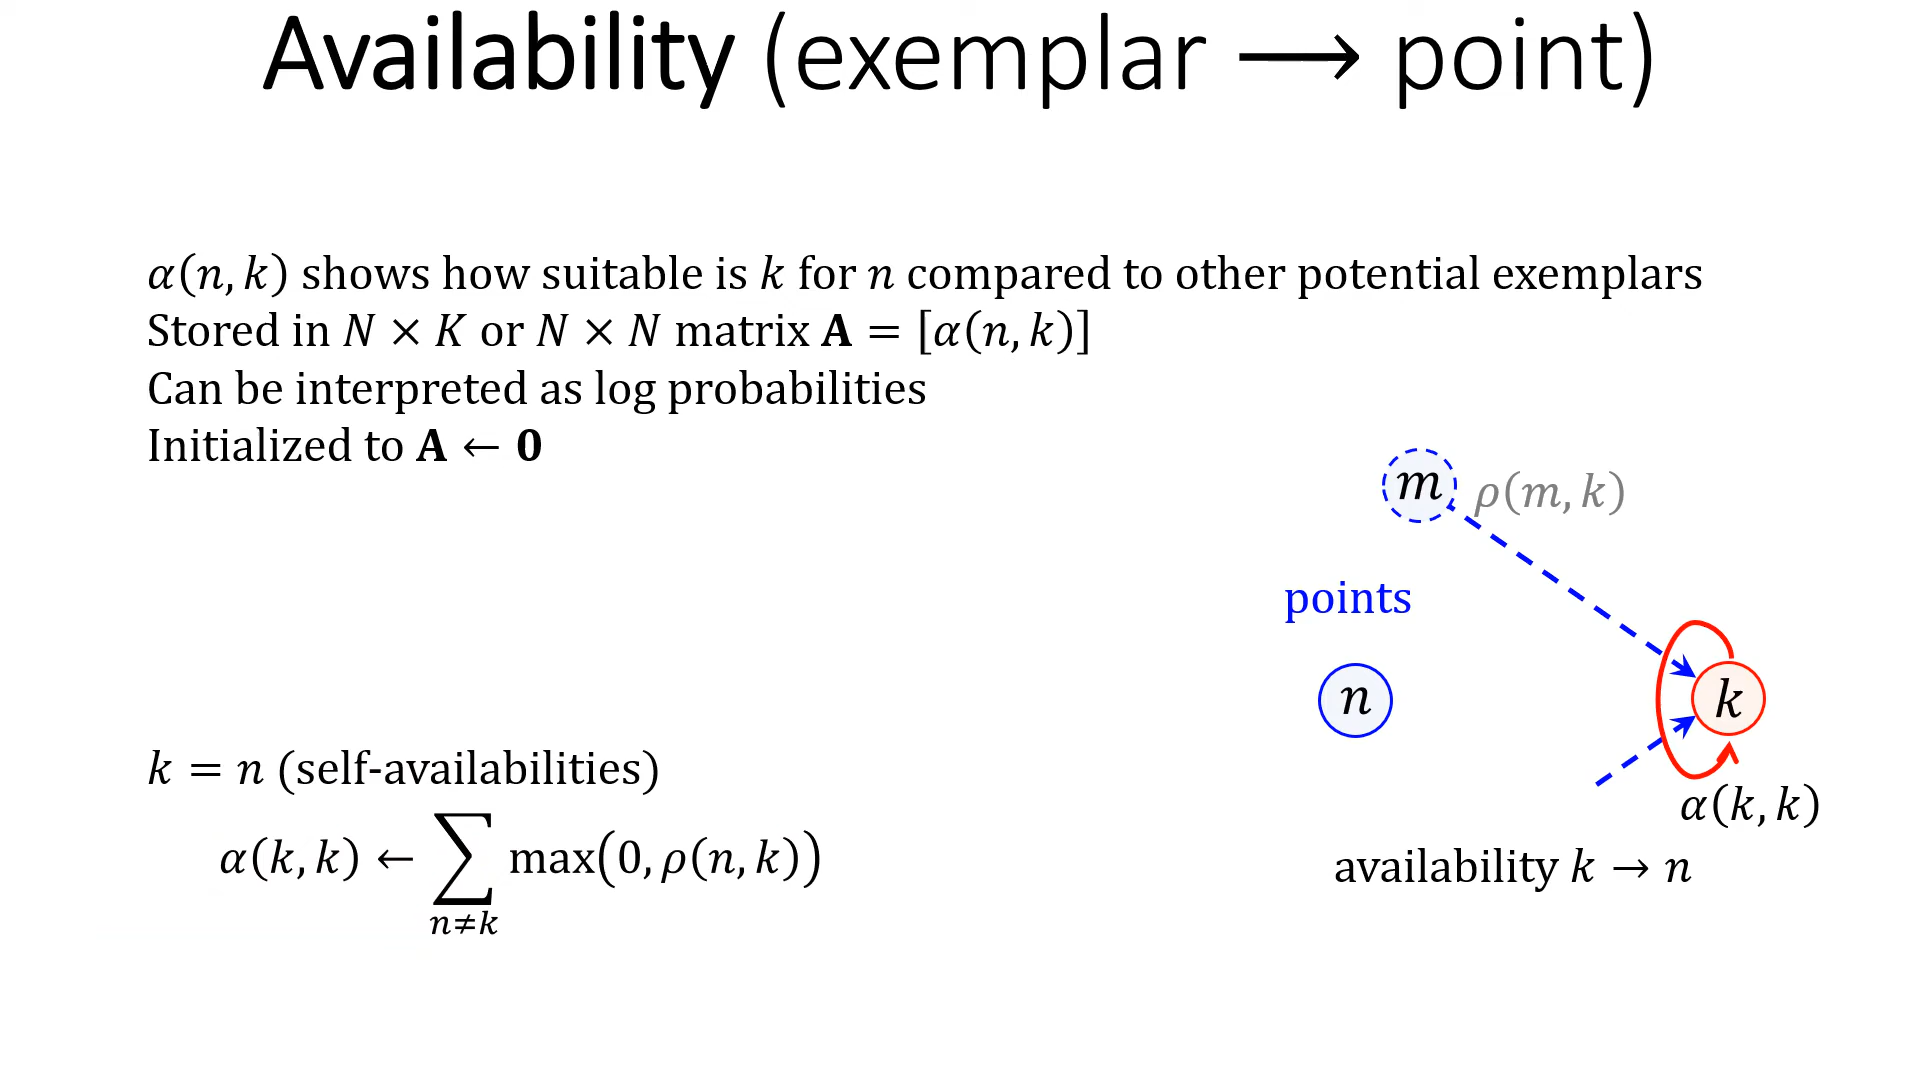 Availability (exemplar ⟶ point)
α(n, k) shows how suitable is k for n compared to other potential exemplars
Stored in N × K or N × N matrix A = [α(n, k)]
Can be interpreted as log probabilities
Initialized to A ← 0
m ρ(m, k)
points
n
k
k = n (self-availabilities)
α(k, k)
α(k, k) ← ∑ max(0, ρ(n, k))
n≠k
availability k → n